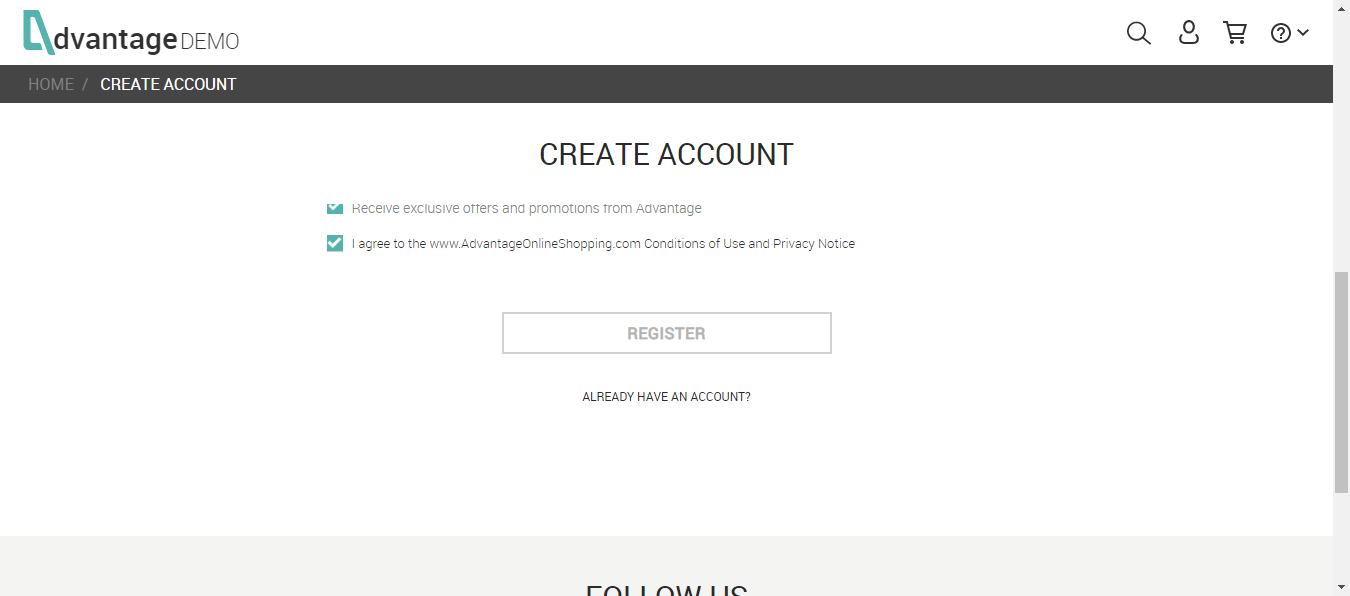 dvantage DEMO
HOME / CREATE ACCOUNT
CREATE ACCOUNT
Receive exclusive offers and promotions from Advantage
I agree to the www.AdvantageOnlineShopping.com Conditions of Use and Privacy Notice
REGISTER
ALREADY HAVE AN ACCOUNT?
FOLLOW US